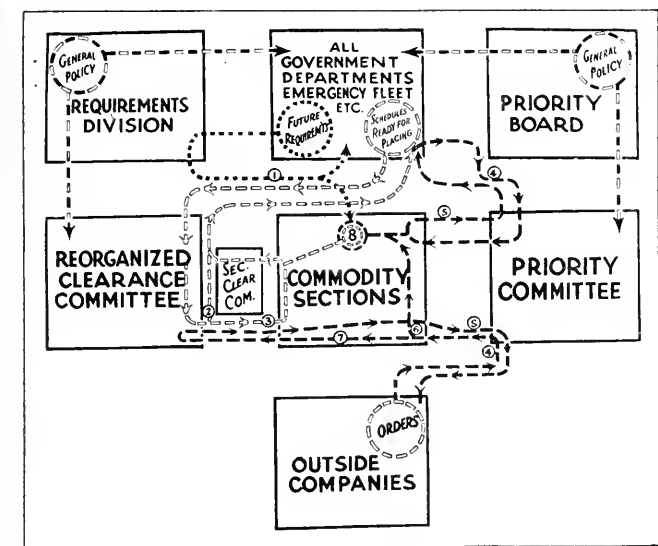 GENERAL
POLICY
REQUIREMENTS
DIVISION
ALL
GOVERNMENT
DEPARTMENTS
EMERGENCY FLEET
ETC.
FUTURE
REQUIREMENTS
SCHEDULES
READY FOR
PLACING
GENERAL
POLICY
PRIORITY
BOARD
1
4
5
REORGANIZED
CLEARANCE
COMMITTEE
SEC.
CLEAR
COM.
8
COMMODITY
SECTIONS
PRIORITY
COMMITTEE
2
3
6
5
7
4
ORDERS
OUTSIDE
COMPANIES